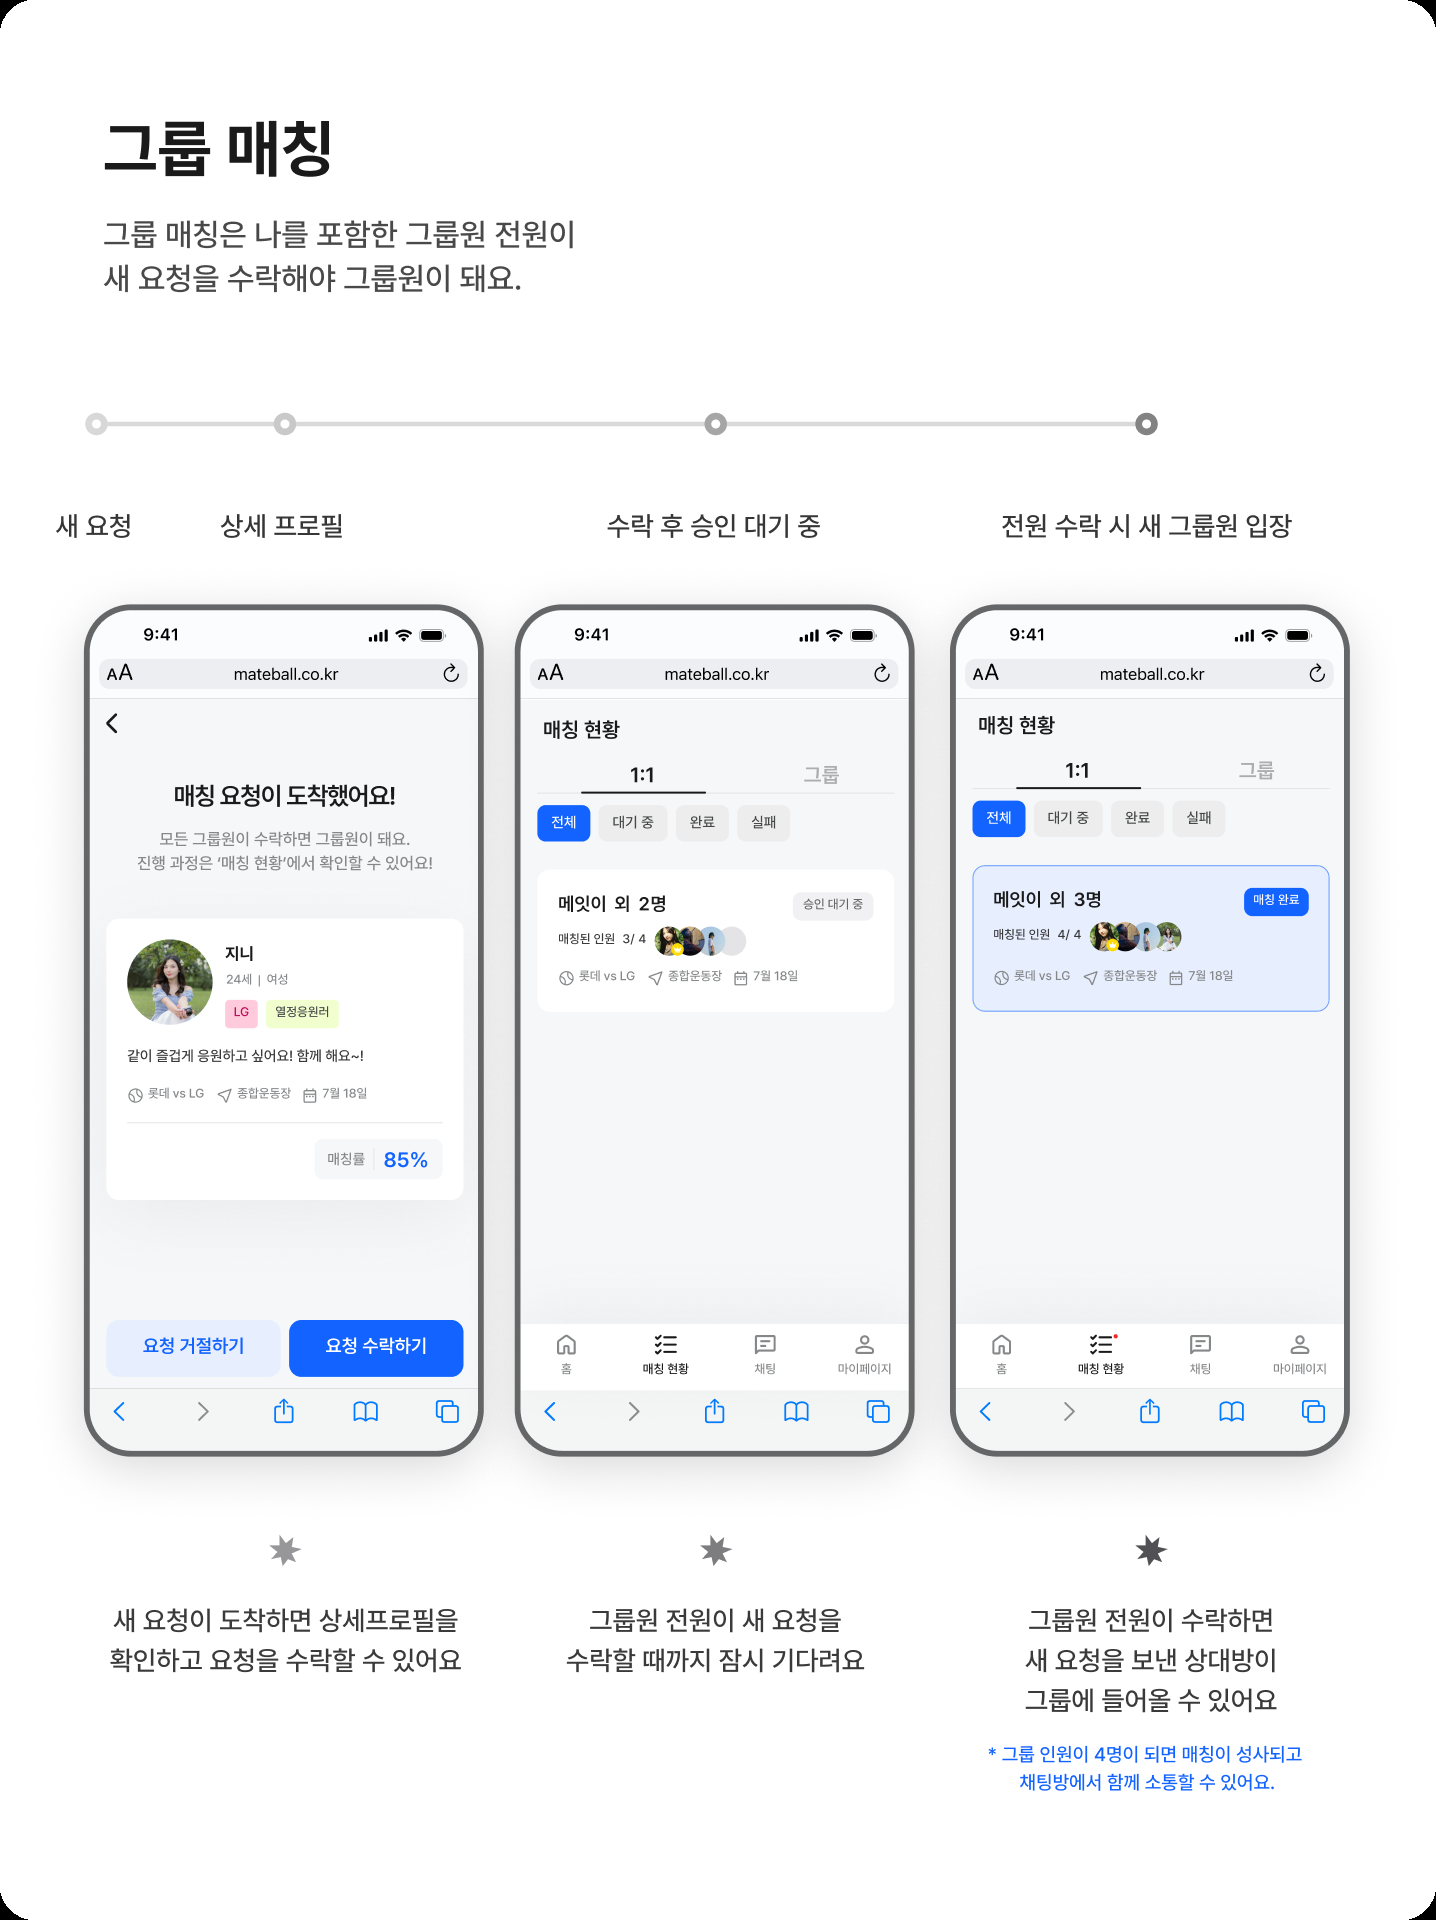 그룹 매칭
그룹 매칭은 나를 포함한 그룹원 전원이
새 요청을 수락해야 그룹원이 돼요.
새 요청
상세 프로필
수락 후 승인 대기 중
전원 수락 시 새 그룹원 입장
9:41
AA mateball.co.kr
매칭 요청이 도착했어요!
모든 그룹원이 수락하면 그룹원이 돼요.
진행 과정은 ‘매칭 현황’에서 확인할 수 있어요!
지니
24세 | 여성
LG 열정응원러
같이 즐겁게 응원하고 싶어요! 함께 해요~!
롯데 vs LG 종합운동장 7월 18일
매칭률 85%
요청 거절하기 요청 수락하기
9:41
AA mateball.co.kr
매칭 현황
1:1 그룹
전체 대기 중 완료 실패
메잇이 외 2명 승인 대기 중
매칭된 인원 3/ 4
롯데 vs LG 종합운동장 7월 18일
홈 매칭 현황 채팅 마이페이지
9:41
AA mateball.co.kr
매칭 현황
1:1 그룹
전체 대기 중 완료 실패
메잇이 외 3명 매칭 완료
매칭된 인원 4/ 4
롯데 vs LG 종합운동장 7월 18일
홈 매칭 현황 채팅 마이페이지
새 요청이 도착하면 상세프로필을
확인하고 요청을 수락할 수 있어요
그룹원 전원이 새 요청을
수락할 때까지 잠시 기다려요
그룹원 전원이 수락하면
새 요청을 보낸 상대방이
그룹에 들어올 수 있어요
* 그룹 인원이 4명이 되면 매칭이 성사되고
채팅방에서 함께 소통할 수 있어요.